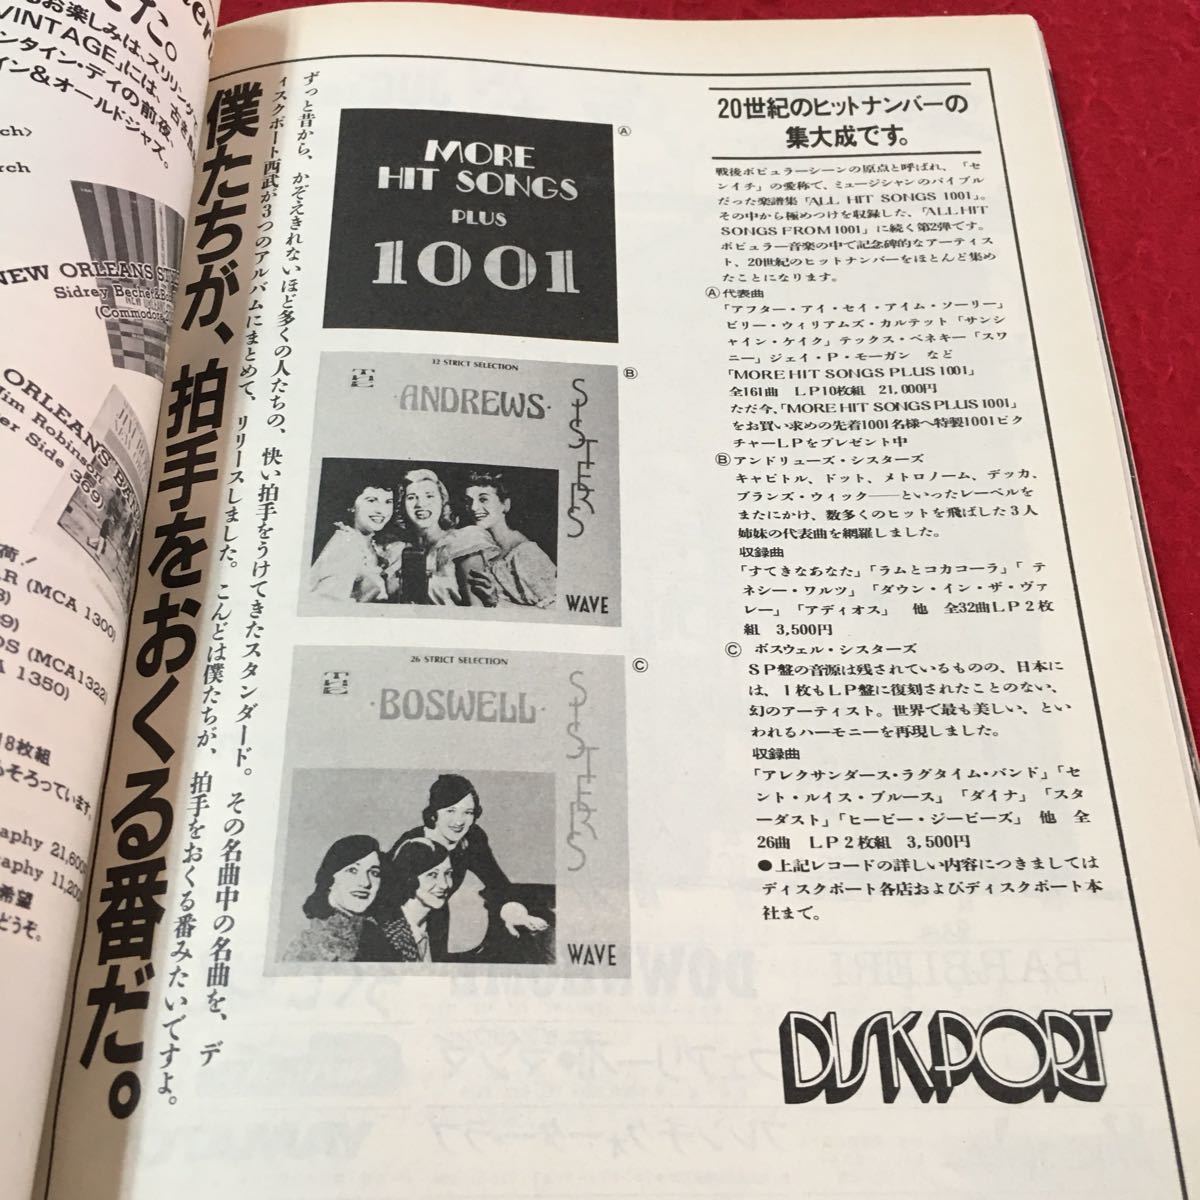 た。
お楽しみは、スリリング
VINTAGE」には、古き
ンタイン・デイの前夜、
イン&オールドジャズ。
ch>
rch
NEW ORLEANS
(Commodore
ORLEANS BA
Jim Robinson
er Side 369)
荷!
AR (MCA 1300)
OS (MCA1322)
A 1350)
18枚組
もそろっています。
aphy 21,600
raphy 11,200
希望
どうぞ。
僕たちが、拍手をおくる番だ。
ずっと昔から、かぞえきれないほど多くの人たちの、快い拍手をうけてきたスタンダード。その名曲中の名曲を、デ
ィスクポート西武が3つのアルバムにまとめて、リリースしました。こんどは僕たちが、拍手をおくる番みたいですよ。
Ⓐ
MORE
HIT SONGS
PLUS
1001
Ⓑ
12 STRICT SELECTION
THE
·ANDREWS·
SISTERS
WAVE
Ⓒ
26 STRICT SELECTION
THE
·BOSWELL·
SISTERS
WAVE
20世紀のヒットナンバーの
集大成です。
戦後ポピュラーシーンの原点と呼ばれ、「セ
ンイチ」の愛称で、ミュージシャンのバイブル
だった楽譜集「ALL HIT SONGS 1001」。
その中から極めつけを収録した、「ALL HIT
SONGS FROM 1001」に続く第2弾です。
ポピュラー音楽の中で記念碑的なアーティス
ト、20世紀のヒットナンバーをほとんど集め
たことになります。
Ⓐ代表曲
「アフター・アイ・セイ・アイム・ソーリー」
ビリー・ウィリアムズ・カルテット「サンシ
ャイン・ケイク」テックス・ベネキー「スワ
ニー」ジェイ・P・モーガン など
「MORE HIT SONGS PLUS 1001」
全161曲 LP10枚組 21,000円
ただ今、「MORE HIT SONGS PLUS 1001」
をお買い求めの先着1001名様へ特製1001ピク
チャーLPをプレゼント中
Ⓑアンドリューズ・シスターズ
キャピトル、ドット、メトロノーム、デッカ、
ブランズ・ウィック——といったレーベルを
またにかけ、数多くのヒットを飛ばした3人
姉妹の代表曲を網羅しました。
収録曲
「すてきなあなた」「ラムとコカコーラ」「テ
ネシー・ワルツ」「ダウン・イン・ザ・ヴァ
レー」「アディオス」 他 全32曲LP2枚
組 3,500円
Ⓒ ボスウェル・シスターズ
SP盤の音源は残されているものの、日本に
は、1枚もLP盤に復刻されたことのない、
幻のアーティスト。世界で最も美しい、とい
われるハーモニーを再現しました。
収録曲
「アレクサンダース・ラグタイム・バンド」「セ
ント・ルイス・ブルース」「ダイナ」「スタ
ーダスト」「ヒービー・ジービーズ」 他 全
26曲 LP2枚組 3,500円
●上記レコードの詳しい内容につきましては
ディスクポート各店およびディスクポート本
社まで。
DISKPORT